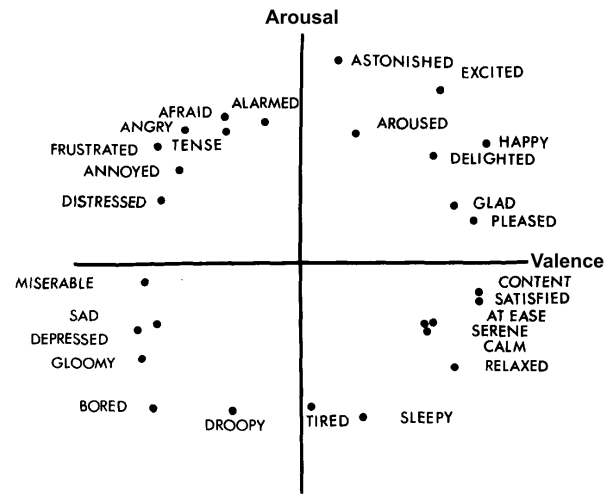 Arousal
ASTONISHED
EXCITED
AFRAID
ALARMED
ANGRY
AROUSED
FRUSTRATED
TENSE
HAPPY
DELIGHTED
ANNOYED
DISTRESSED
GLAD
PLEASED
Valence
MISERABLE
CONTENT
SATISFIED
SAD
AT EASE
DEPRESSED
SERENE
CALM
GLOOMY
RELAXED
BORED
DROOPY
TIRED
SLEEPY